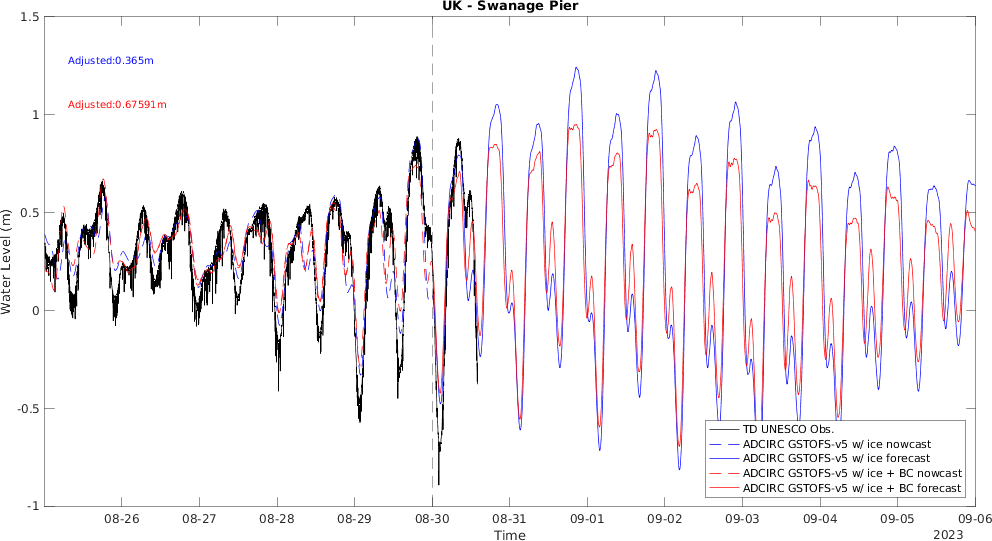 UK - Swanage Pier
1.5
1
0.5
0
-0.5
-1
Water Level (m)
Adjusted:0.365m
Adjusted:0.67591m
TD UNESCO Obs.
ADCIRC GSTOFS-v5 w/ ice nowcast
ADCIRC GSTOFS-v5 w/ ice forecast
ADCIRC GSTOFS-v5 w/ ice + BC nowcast
ADCIRC GSTOFS-v5 w/ ice + BC forecast
08-26 08-27 08-28 08-29 08-30 08-31 09-01 09-02 09-03 09-04 09-05 09-06
Time
2023